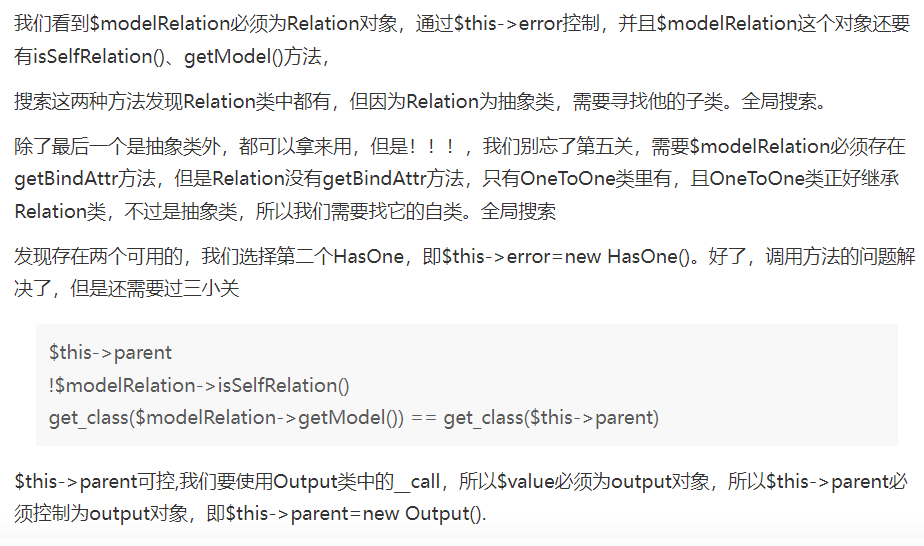 我们看到$modelRelation必须为Relation对象，通过$this->error控制，并且$modelRelation这个对象还要
有isSelfRelation()、getModel()方法，
搜索这两种方法发现Relation类中都有，但因为Relation为抽象类，需要寻找他的子类。全局搜索。
除了最后一个是抽象类外，都可以拿来用，但是！！！，我们别忘了第五关，需要$modelRelation必须存在
getBindAttr方法，但是Relation没有getBindAttr方法，只有OneToOne类里有，且OneToOne类正好继承
Relation类，不过是抽象类，所以我们需要找它的自类。全局搜索
发现存在两个可用的，我们选择第二个HasOne，即$this->error=new HasOne()。好了，调用方法的问题解
决了，但是还需要过三小关
$this->parent
!$modelRelation->isSelfRelation()
get_class($modelRelation->getModel()) == get_class($this->parent)
$this->parent可控,我们要使用Output类中的__call，所以$value必须为output对象，所以$this->parent必
须控制为output对象，即$this->parent=new Output().